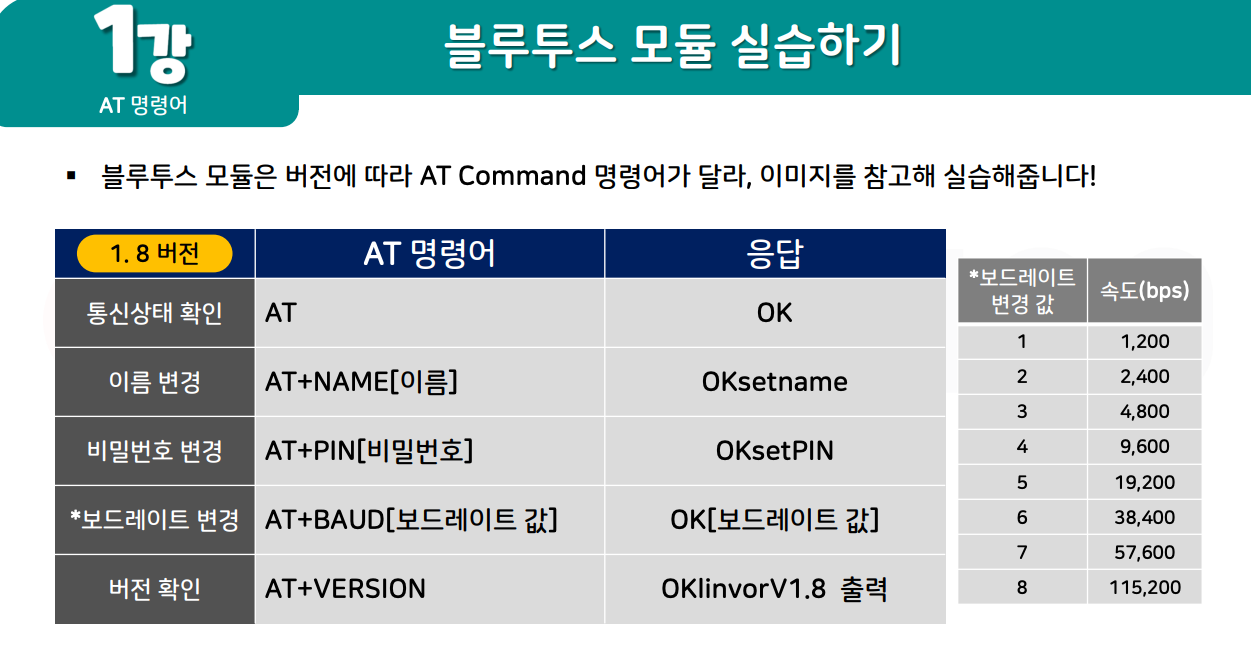 1강
AT 명령어
블루투스 모듈 실습하기
▪ 블루투스 모듈은 버전에 따라 AT Command 명령어가 달라, 이미지를 참고해 실습해줍니다!
1. 8 버전 AT 명령어 응답
통신상태 확인 AT OK
이름 변경 AT+NAME[이름] OKsetname
비밀번호 변경 AT+PIN[비밀번호] OKsetPIN
*보드레이트 변경 AT+BAUD[보드레이트 값] OK[보드레이트 값]
버전 확인 AT+VERSION OKlinvorV1.8 출력
*보드레이트
변경 값 속도(bps)
1 1,200
2 2,400
3 4,800
4 9,600
5 19,200
6 38,400
7 57,600
8 115,200